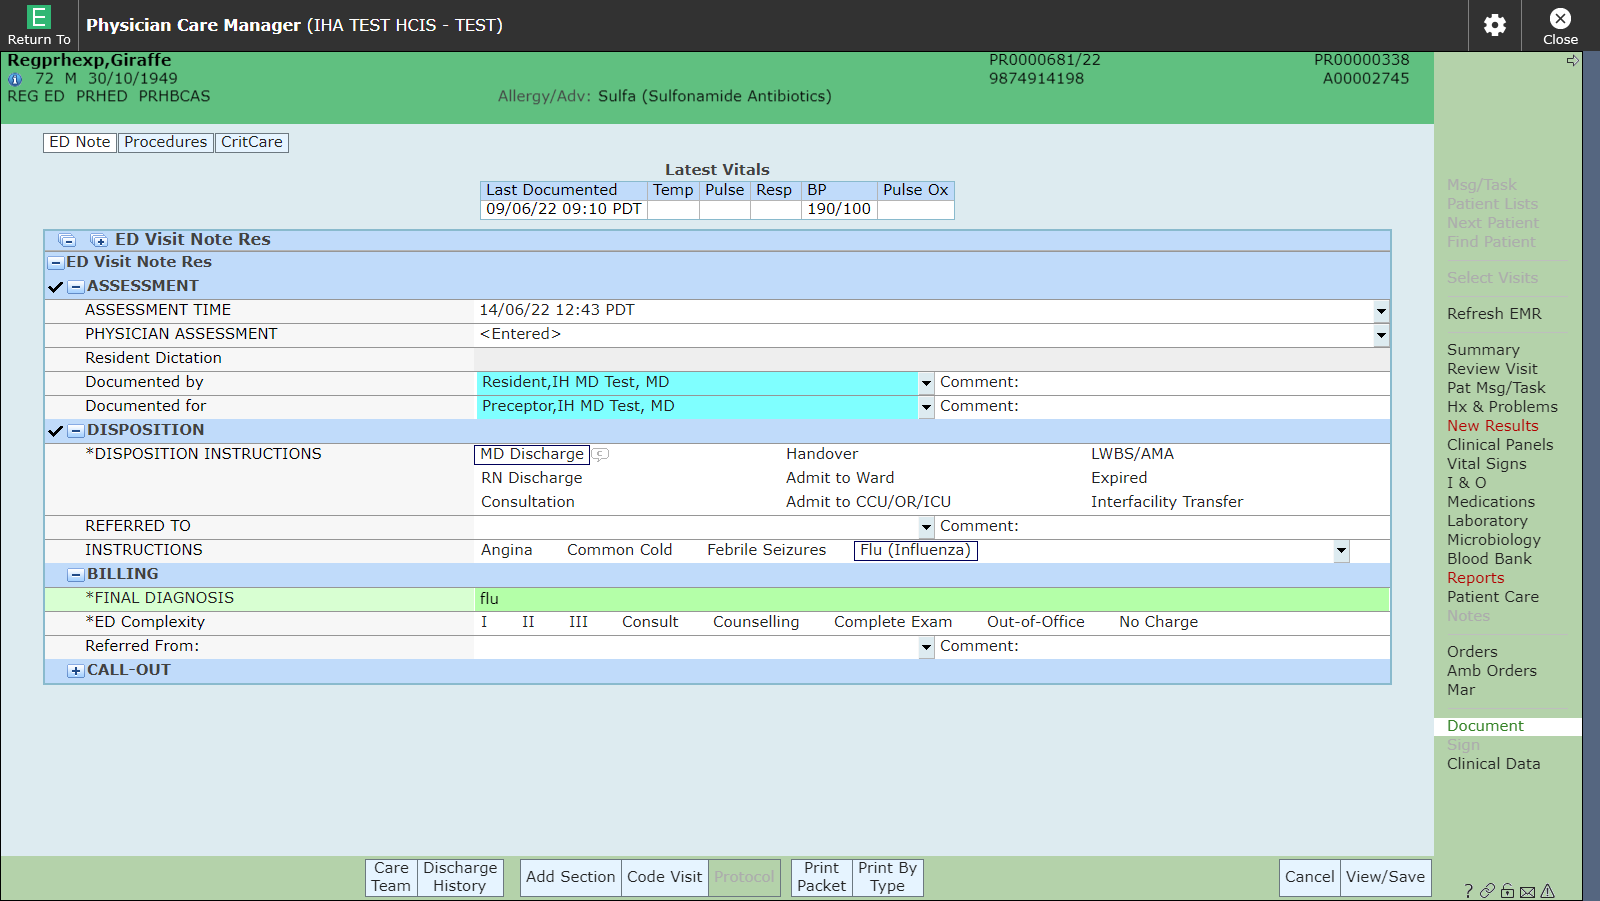 E
Return To
Physician Care Manager (IHA TEST HCIS - TEST)
Close
Regprhexp,Giraffe
72 M 30/10/1949
REG ED PRHED PRHBCAS
Allergy/Adv: Sulfa (Sulfonamide Antibiotics)
PR0000681/22
9874914198
PR00000338
A00002745
ED Note Procedures CritCare
Latest Vitals
Last Documented Temp Pulse Resp BP Pulse Ox
09/06/22 09:10 PDT 190/100
ED Visit Note Res
ED Visit Note Res
ASSESSMENT
ASSESSMENT TIME 14/06/22 12:43 PDT
PHYSICIAN ASSESSMENT <Entered>
Resident Dictation
Documented by Resident,IH MD Test, MD Comment:
Documented for Preceptor,IH MD Test, MD Comment:
DISPOSITION
*DISPOSITION INSTRUCTIONS MD Discharge Handover LWBS/AMA
RN Discharge Admit to Ward Expired
Consultation Admit to CCU/OR/ICU Interfacility Transfer
REFERRED TO Comment:
INSTRUCTIONS Angina Common Cold Febrile Seizures Flu (Influenza)
BILLING
*FINAL DIAGNOSIS flu
*ED Complexity I II III Consult Counselling Complete Exam Out-of-Office No Charge
Referred From: Comment:
CALL-OUT
Msg/Task
Patient Lists
Next Patient
Find Patient
Select Visits
Refresh EMR
Summary
Review Visit
Pat Msg/Task
Hx & Problems
New Results
Clinical Panels
Vital Signs
I & O
Medications
Laboratory
Microbiology
Blood Bank
Reports
Patient Care
Notes
Orders
Amb Orders
Mar
Document
Sign
Clinical Data
Care Team
Discharge History
Add Section
Code Visit
Protocol
Print Packet
Print By Type
Cancel
View/Save
?